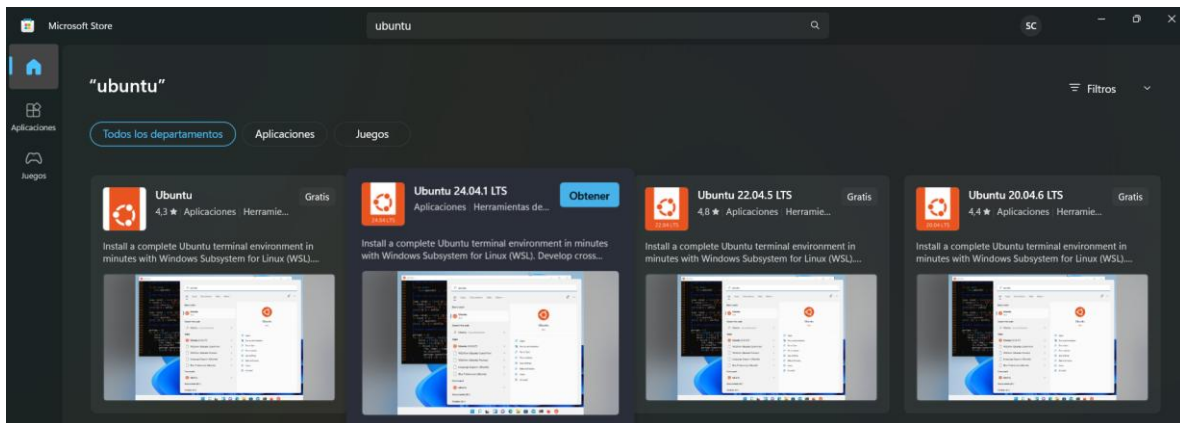 Microsoft Store
ubuntu
SC
"ubuntu"
Filtros
Aplicaciones
Juegos
Todos los departamentos
Aplicaciones
Juegos
Ubuntu
Gratis
4,3 ★ Aplicaciones Herramie...
Install a complete Ubuntu terminal environment in
minutes with Windows Subsystem for Linux (WSL)....
24.04 LTS
Ubuntu 24.04.1 LTS
Obtener
Aplicaciones Herramientas de...
Install a complete Ubuntu terminal environment in minutes
with Windows Subsystem for Linux (WSL). Develop cross...
22.04 LTS
Ubuntu 22.04.5 LTS
Gratis
4,8 ★ Aplicaciones Herramie...
Install a complete Ubuntu terminal environment in
minutes with Windows Subsystem for Linux (WSL)....
20.04 LTS
Ubuntu 20.04.6 LTS
Gratis
4,4 ★ Aplicaciones Herramie...
Install a complete Ubuntu terminal environment in
minutes with Windows Subsystem for Linux (WSL)....